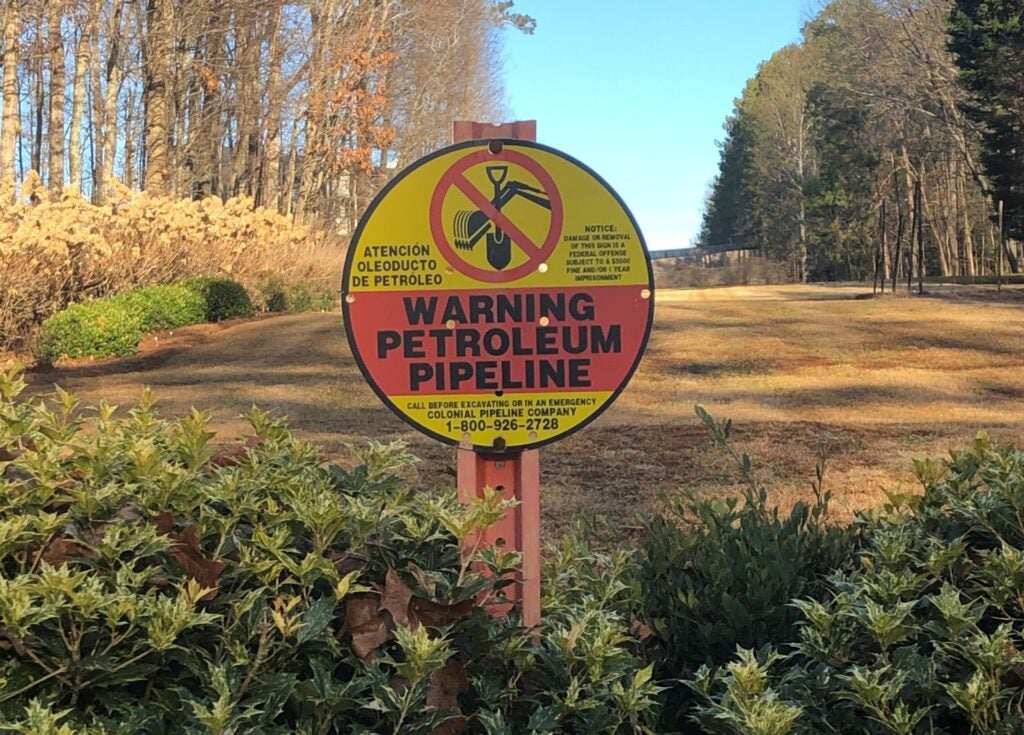 ATENCIÓN
OLEODUCTO
DE PETRÓLEO
NOTICE:
DAMAGE OR REMOVAL
OF THIS SIGN IS A
FEDERAL OFFENSE
SUBJECT TO A $5000
FINE AND/OR 1 YEAR
IMPRISONMENT
WARNING
PETROLEUM
PIPELINE
CALL BEFORE EXCAVATING OR IN AN EMERGENCY
COLONIAL PIPELINE COMPANY
1-800-926-2728